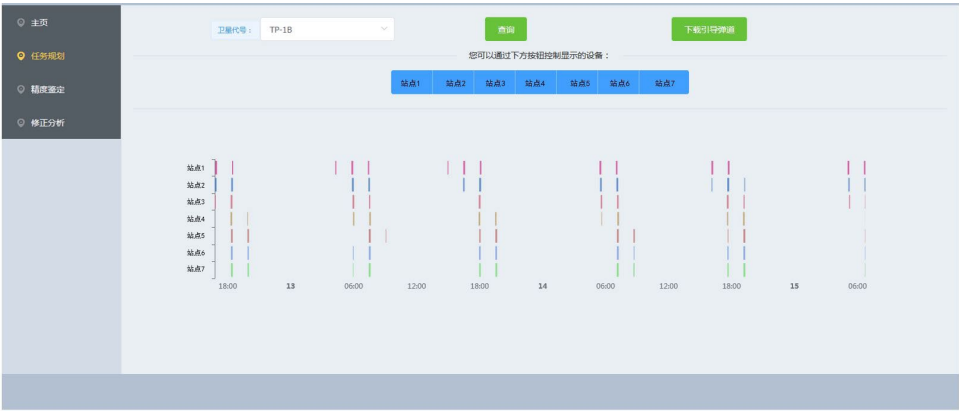 主页
任务规划
精度鉴定
修正分析
卫星代号： TP-1B 查询 下载引导弹道
您可以通过下方按钮控制显示的设备：
站点1 站点2 站点3 站点4 站点5 站点6 站点7
站点1
站点2
站点3
站点4
站点5
站点6
站点7
18:00 13 06:00 12:00 18:00 14 06:00 12:00 18:00 15 06:00